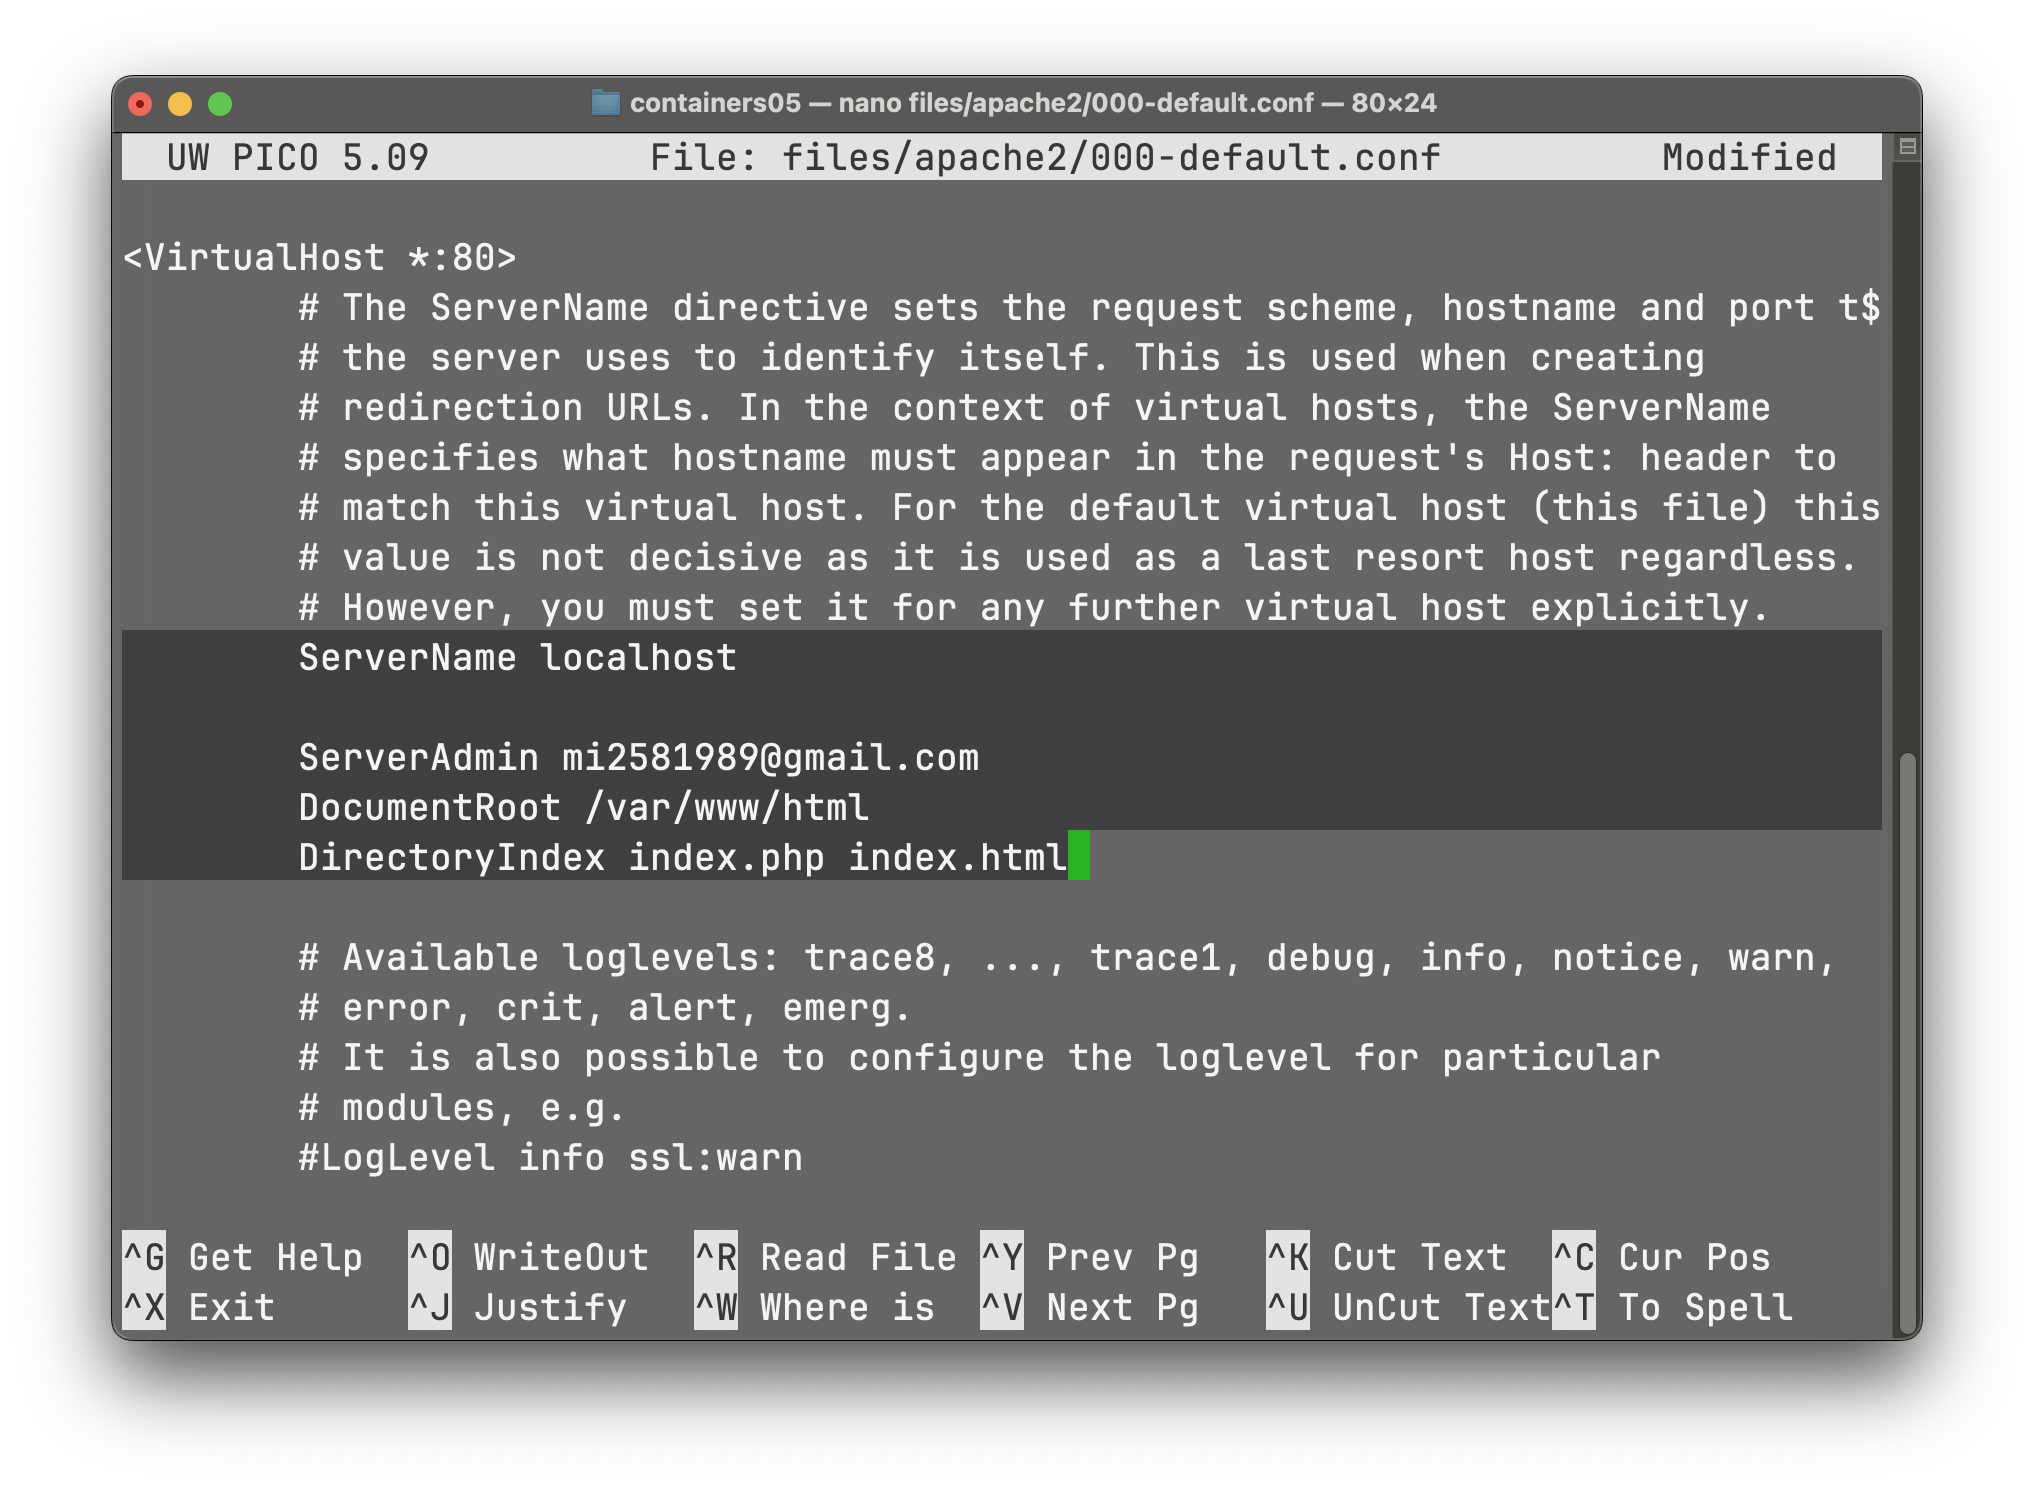 containers05 — nano files/apache2/000-default.conf — 80×24
UW PICO 5.09 File: files/apache2/000-default.conf Modified
<VirtualHost *:80>
# The ServerName directive sets the request scheme, hostname and port t$
# the server uses to identify itself. This is used when creating
# redirection URLs. In the context of virtual hosts, the ServerName
# specifies what hostname must appear in the request's Host: header to
# match this virtual host. For the default virtual host (this file) this
# value is not decisive as it is used as a last resort host regardless.
# However, you must set it for any further virtual host explicitly.
ServerName localhost
ServerAdmin mi2581989@gmail.com
DocumentRoot /var/www/html
DirectoryIndex index.php index.html
# Available loglevels: trace8, ..., trace1, debug, info, notice, warn,
# error, crit, alert, emerg.
# It is also possible to configure the loglevel for particular
# modules, e.g.
#LogLevel info ssl:warn
^G Get Help ^O WriteOut ^R Read File ^Y Prev Pg ^K Cut Text ^C Cur Pos
^X Exit ^J Justify ^W Where is ^V Next Pg ^U UnCut Text ^T To Spell